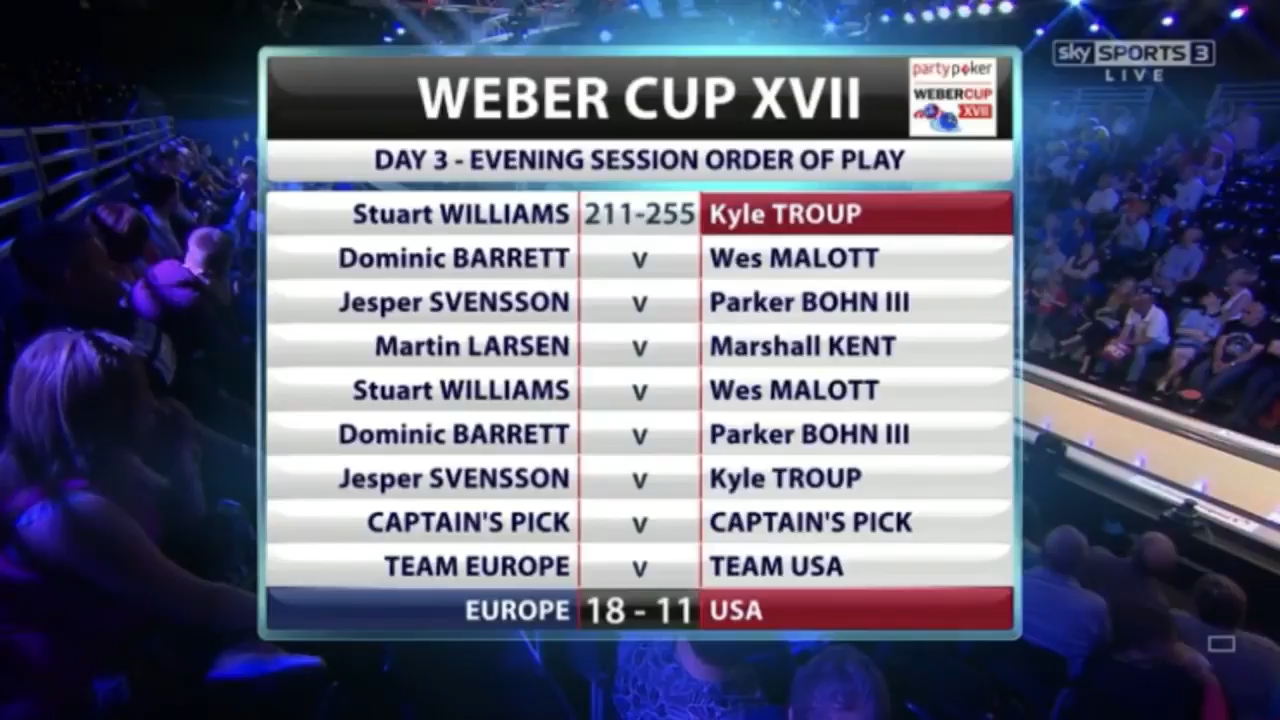 WEBER CUP XVII
partypoker
WEBERCUP
XVII
sky SPORTS 3
LIVE
DAY 3 - EVENING SESSION ORDER OF PLAY
Stuart WILLIAMS 211-255 Kyle TROUP
Dominic BARRETT v Wes MALOTT
Jesper SVENSSON v Parker BOHN III
Martin LARSEN v Marshall KENT
Stuart WILLIAMS v Wes MALOTT
Dominic BARRETT v Parker BOHN III
Jesper SVENSSON v Kyle TROUP
CAPTAIN'S PICK v CAPTAIN'S PICK
TEAM EUROPE v TEAM USA
EUROPE 18 - 11 USA